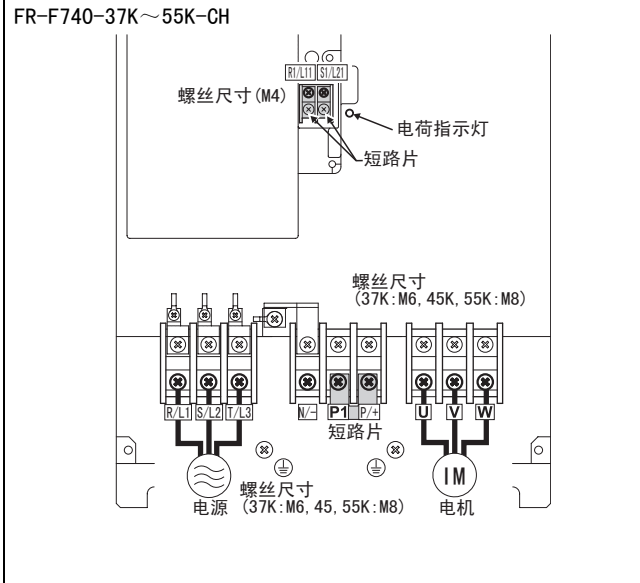 FR-F740-37K～55K-CH
R1/L11 S1/L21
螺丝尺寸(M4)
电荷指示灯
短路片
螺丝尺寸
(37K:M6, 45K, 55K:M8)
R/L1 S/L2 T/L3 N/- P1 P/+ U V W
短路片
IM
螺丝尺寸
电源 (37K:M6, 45, 55K:M8) 电机